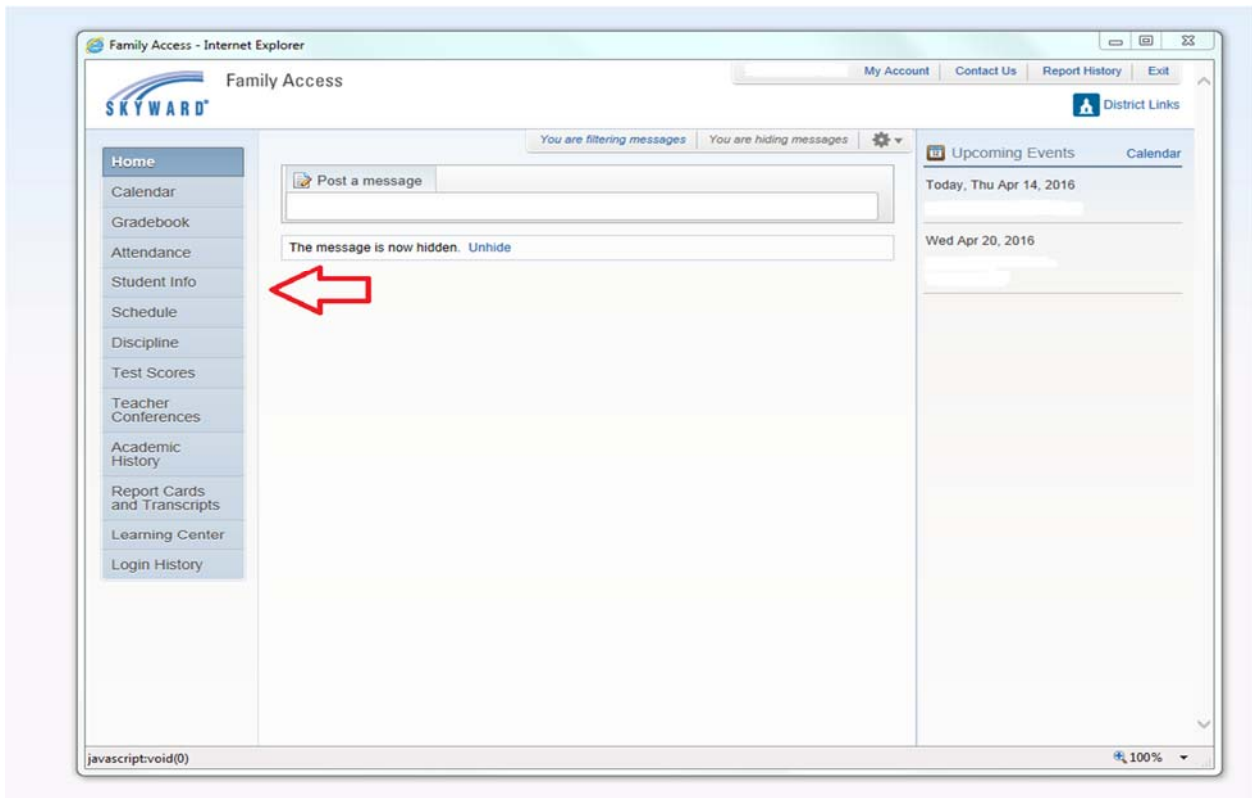 Family Access - Internet Explorer
SKYWARD®
Family Access
My Account
Contact Us
Report History
Exit
District Links
Home
Calendar
Gradebook
Attendance
Student Info
Schedule
Discipline
Test Scores
Teacher
Conferences
Academic
History
Report Cards
and Transcripts
Learning Center
Login History
You are filtering messages
You are hiding messages
Post a message
The message is now hidden. Unhide
Upcoming Events
Calendar
Today, Thu Apr 14, 2016
Wed Apr 20, 2016
javascript:void(0)
100%